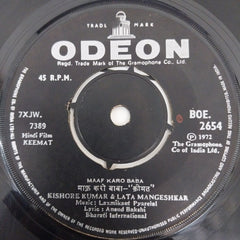 TRADE MARK
ODEON
Regd. Trade Mark of The Gramophone Co. Ltd.
45 R.P.M.
7XJW.
7389
Hindi Film
KEEMAT
BOE.
2654
℗ 1972
The Gramophone
Co of India Ltd.
MAAF KARO BABA
माफ़ करो बाबा-"क़ीमत"
KISHORE KUMAR & LATA MANGESHKAR
Music: Laxmikant Pyarelal
Lyric: Anand Bakshi
Bharati International